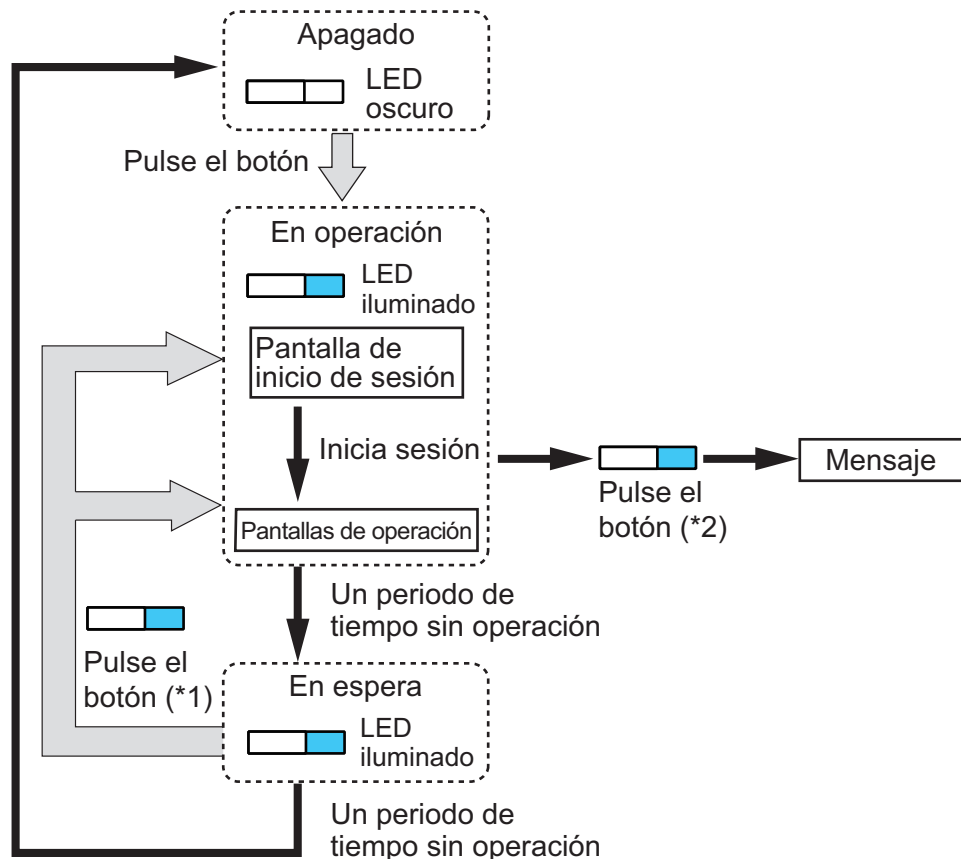 Apagado
LED
oscuro
Pulse el botón
En operación
LED
iluminado
Pantalla de
inicio de sesión
Inicia sesión
Pantallas de operación
Pulse el
botón (*2)
Mensaje
Un periodo de
tiempo sin operación
Pulse el
botón (*1)
En espera
LED
iluminado
Un periodo de
tiempo sin operación